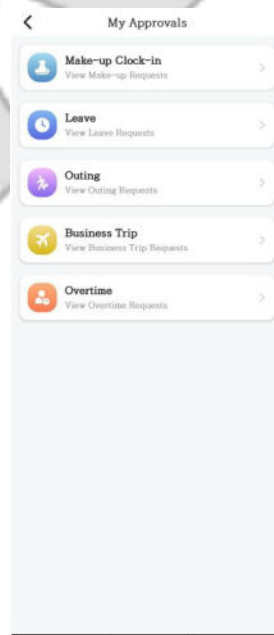 My Approvals
Make-up Clock-in
View Make-up Requests
Leave
View Leave Requests
Outing
View Outing Requests
Business Trip
View Business Trip Requests
Overtime
View Overtime Requests